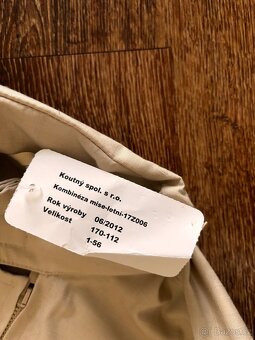 Koutný spol. s r.o.
Kombinéza mise-letní-17Z006
Rok výroby 06/2012
Velikost 170-112
1-56